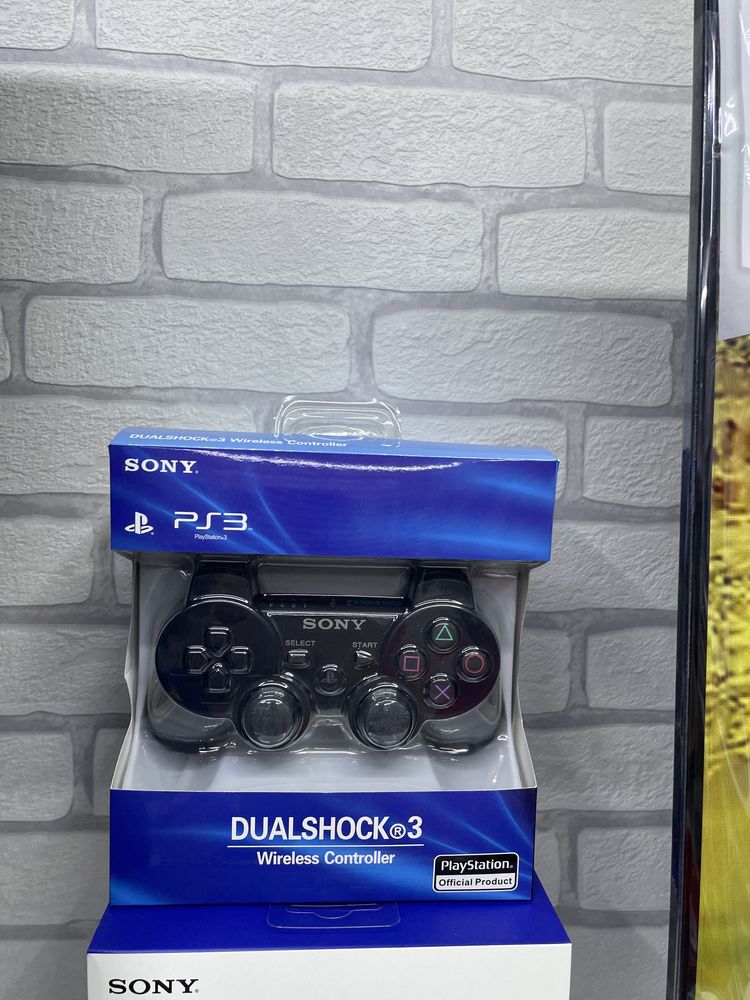 DUALSHOCK®3 Wireless Controller
SONY
PS3
PlayStation®3
SONY
SELECT START
DUALSHOCK®3
Wireless Controller
PlayStation®
Official Product
SONY®